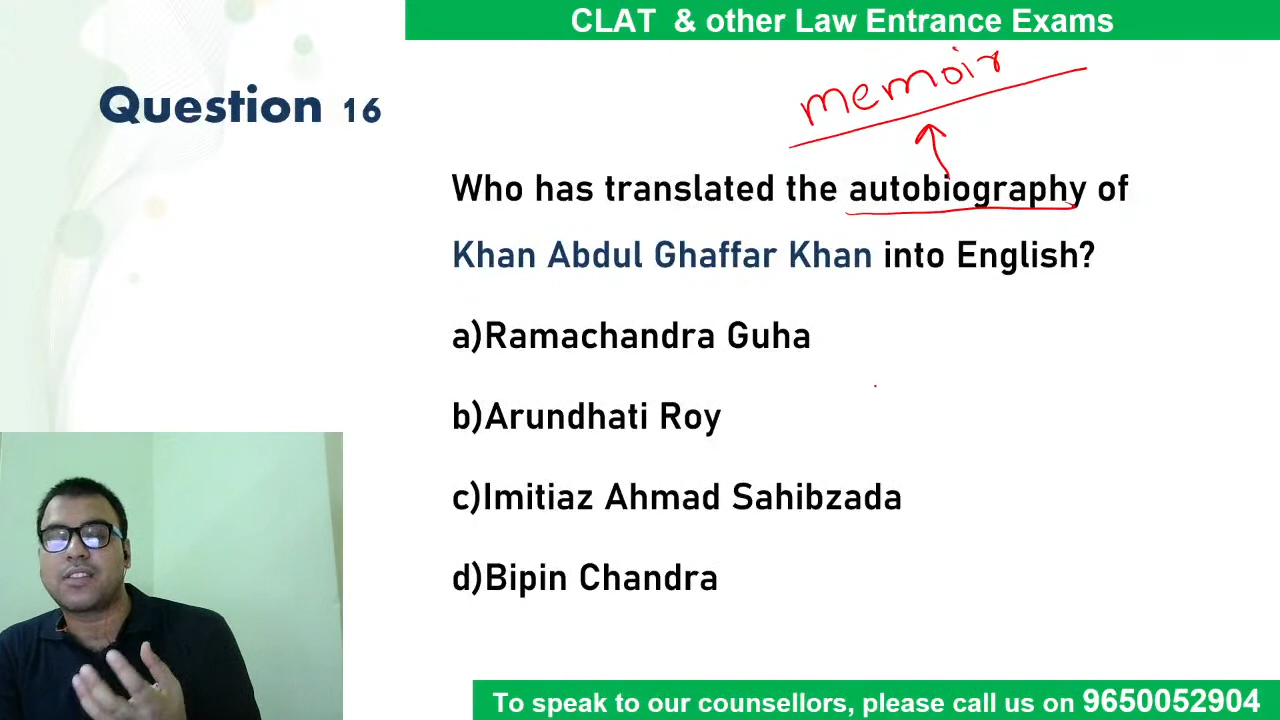 CLAT & other Law Entrance Exams
Question 16
memoir
Who has translated the autobiography of
Khan Abdul Ghaffar Khan into English?
a)Ramachandra Guha
b)Arundhati Roy
c)Imitiaz Ahmad Sahibzada
d)Bipin Chandra
To speak to our counsellors, please call us on 9650052904